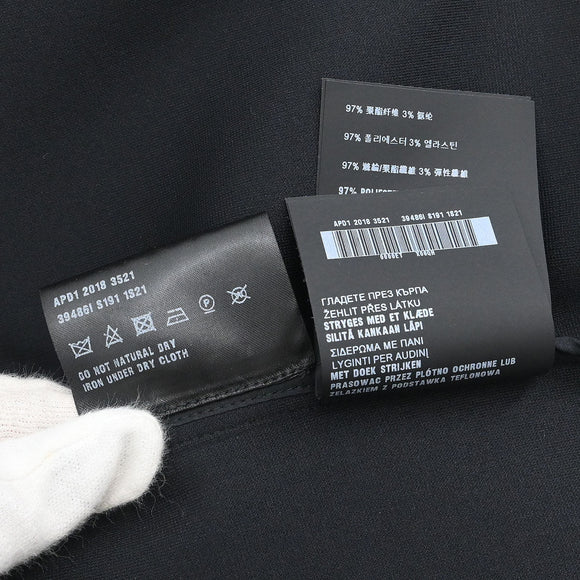 APD1 2018 3521
39486I S191 1S21
DO NOT NATURAL DRY
IRON UNDER DRY CLOTH
97% 聚酯纤维 3% 氨纶
97% 폴리에스터 3% 엘라스틴
97% 聚酯纖維 3% 彈性纖維
97%
APD1 2018 3521 39486I S191 1S21
ГЛАДЕТЕ ПРЕЗ КЪРПА
ŽEHLIT PŘES LÁTKU
STRYGES MED ET KLÆDE
SILITÄ KANKAAN LÄPI
ΣΙΔΕΡΩΜΑ ΜΕ ΠΑΝΙ
LYGINTI PER AUDINĮ
MET DOEK STRIJKEN
PRASOWAĆ PRZEZ PŁÓTNO OCHRONNE LUB
ŻELAZKIEM Z PODSTAWKĄ TEFLONOWĄ